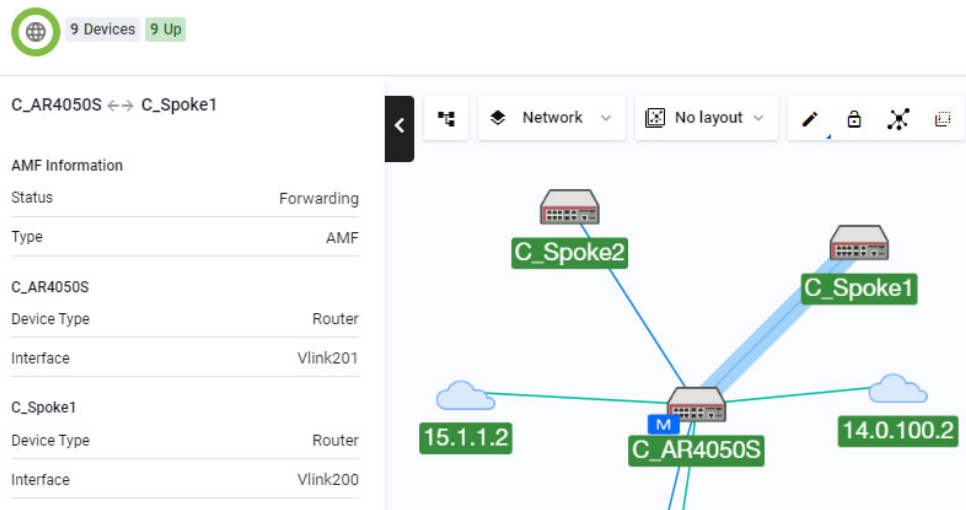 9 Devices 9 Up
C_AR4050S <-> C_Spoke1
Network
No layout
AMF Information
Status Forwarding
Type AMF
C_AR4050S
Device Type Router
Interface Vlink201
C_Spoke1
Device Type Router
Interface Vlink200
C_Spoke2
C_Spoke1
15.1.1.2
M
C_AR4050S
14.0.100.2